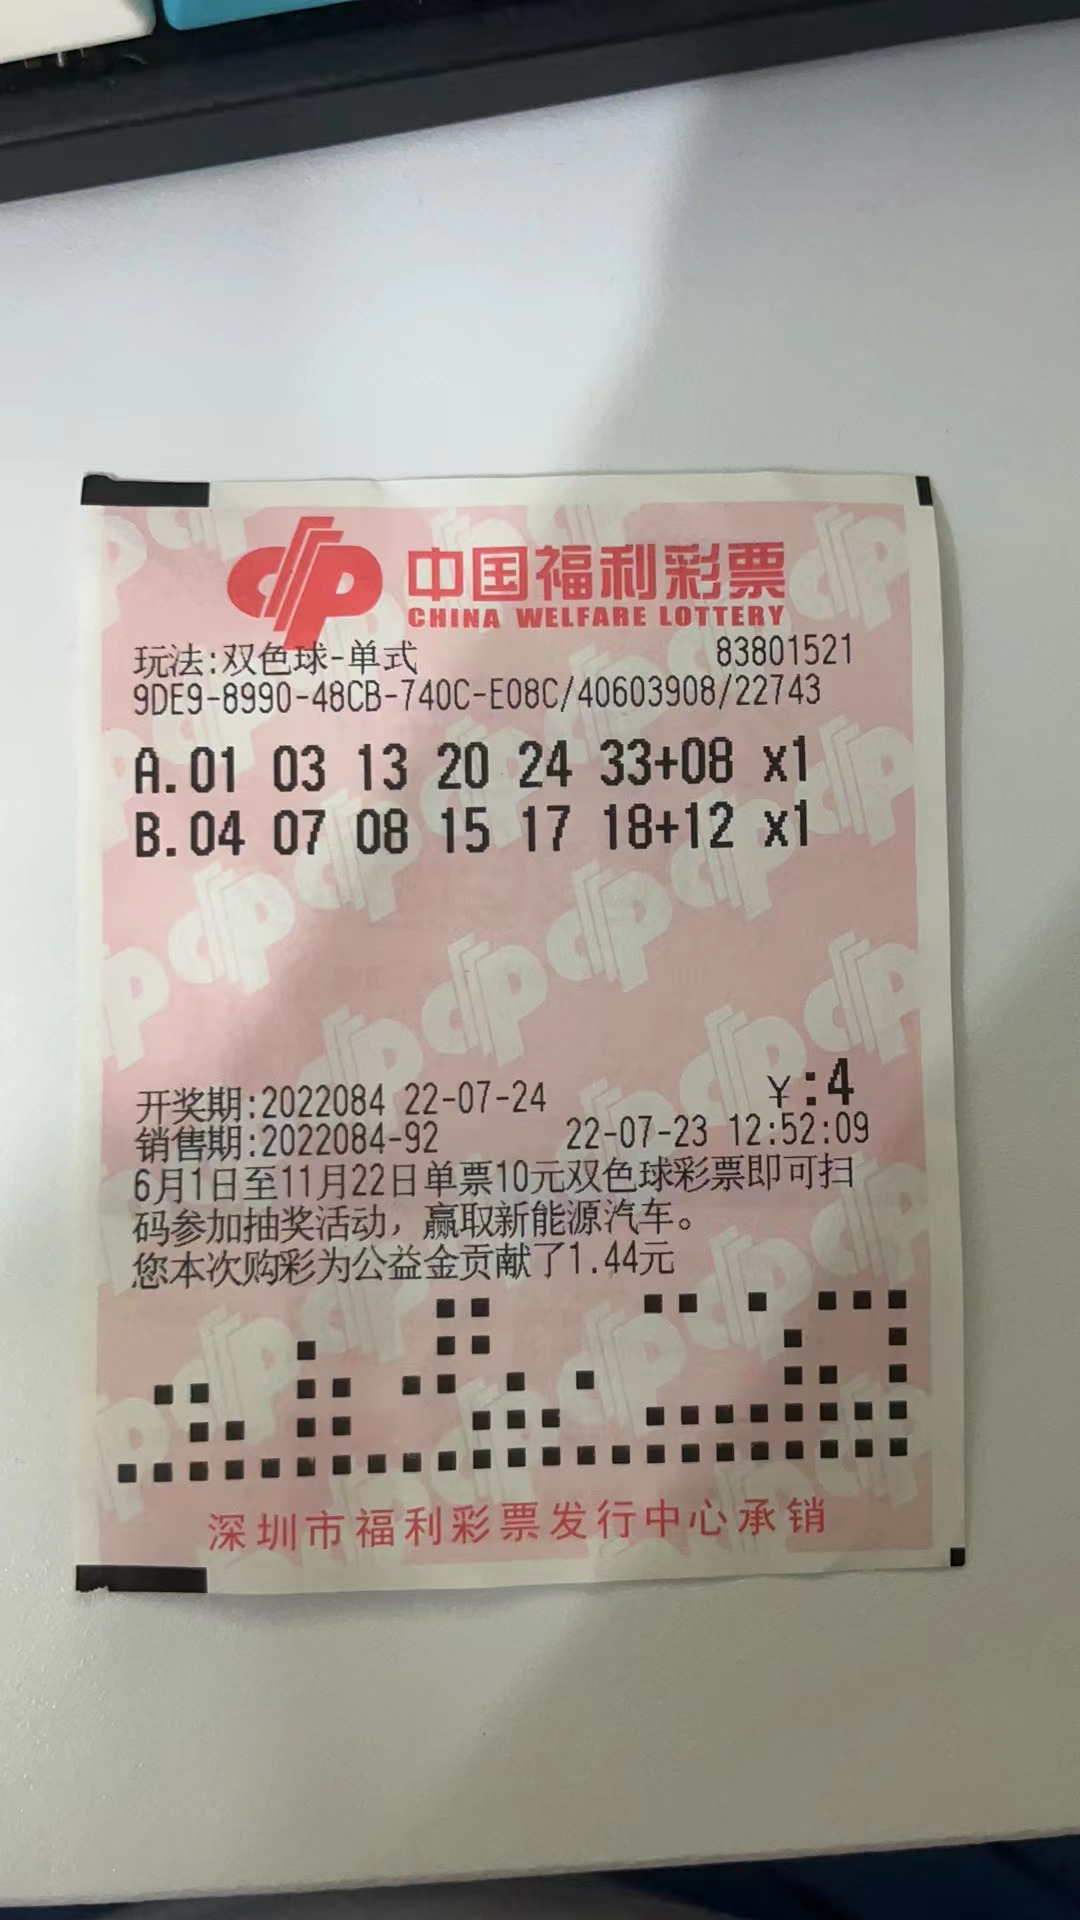 中国福利彩票
CHINA WELFARE LOTTERY
玩法:双色球-单式 83801521
9DE9-8990-48CB-740C-E08C/40603908/22743
A.01 03 13 20 24 33+08 x1
B.04 07 08 15 17 18+12 x1
开奖期:2022084 22-07-24 ¥:4
销售期:2022084-92 22-07-23 12:52:09
6月1日至11月22日单票10元双色球彩票即可扫
码参加抽奖活动，赢取新能源汽车。
您本次购彩为公益金贡献了1.44元
深圳市福利彩票发行中心承销